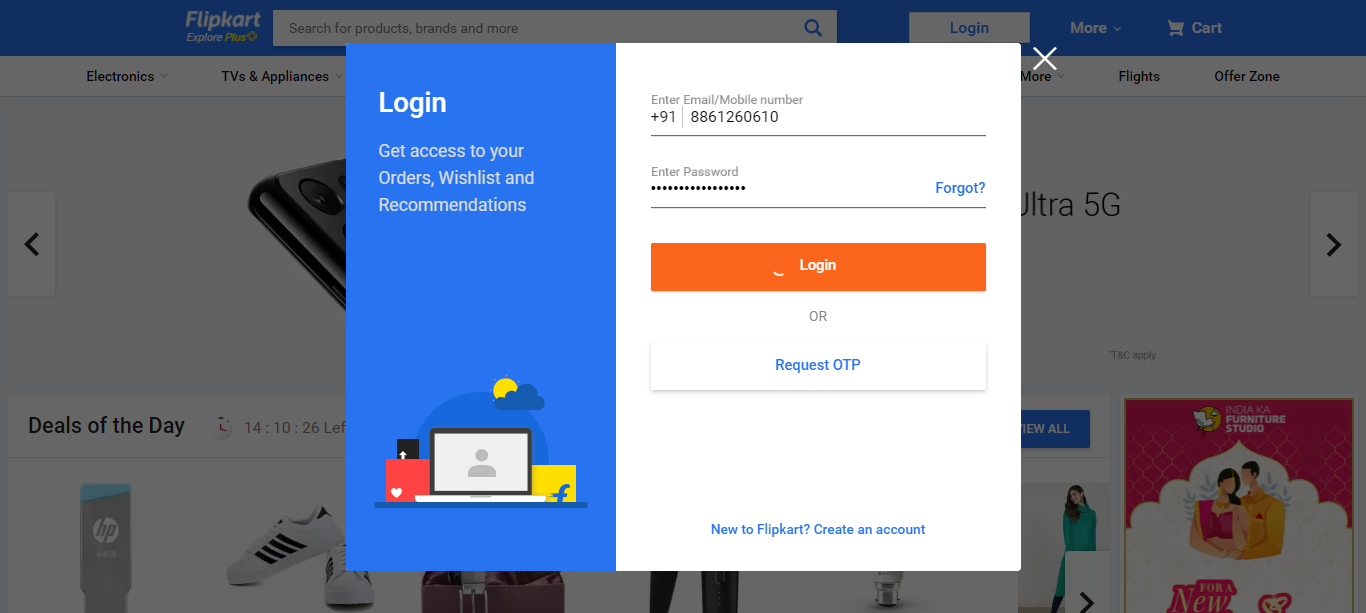 Flipkart
Explore Plus
Search for products, brands and more
Login
More
Cart
Electronics
TVs & Appliances
More
Flights
Offer Zone
Login
Get access to your
Orders, Wishlist and
Recommendations
Enter Email/Mobile number
+91 8861260610
Enter Password
Forgot?
Login
OR
Request OTP
New to Flipkart? Create an account
Ultra 5G
*T&C apply.
Deals of the Day
14 : 10 : 26 Lef
VIEW ALL
INDIA KA
FURNITURE
STUDIO
hp
64GB
FOR A
New